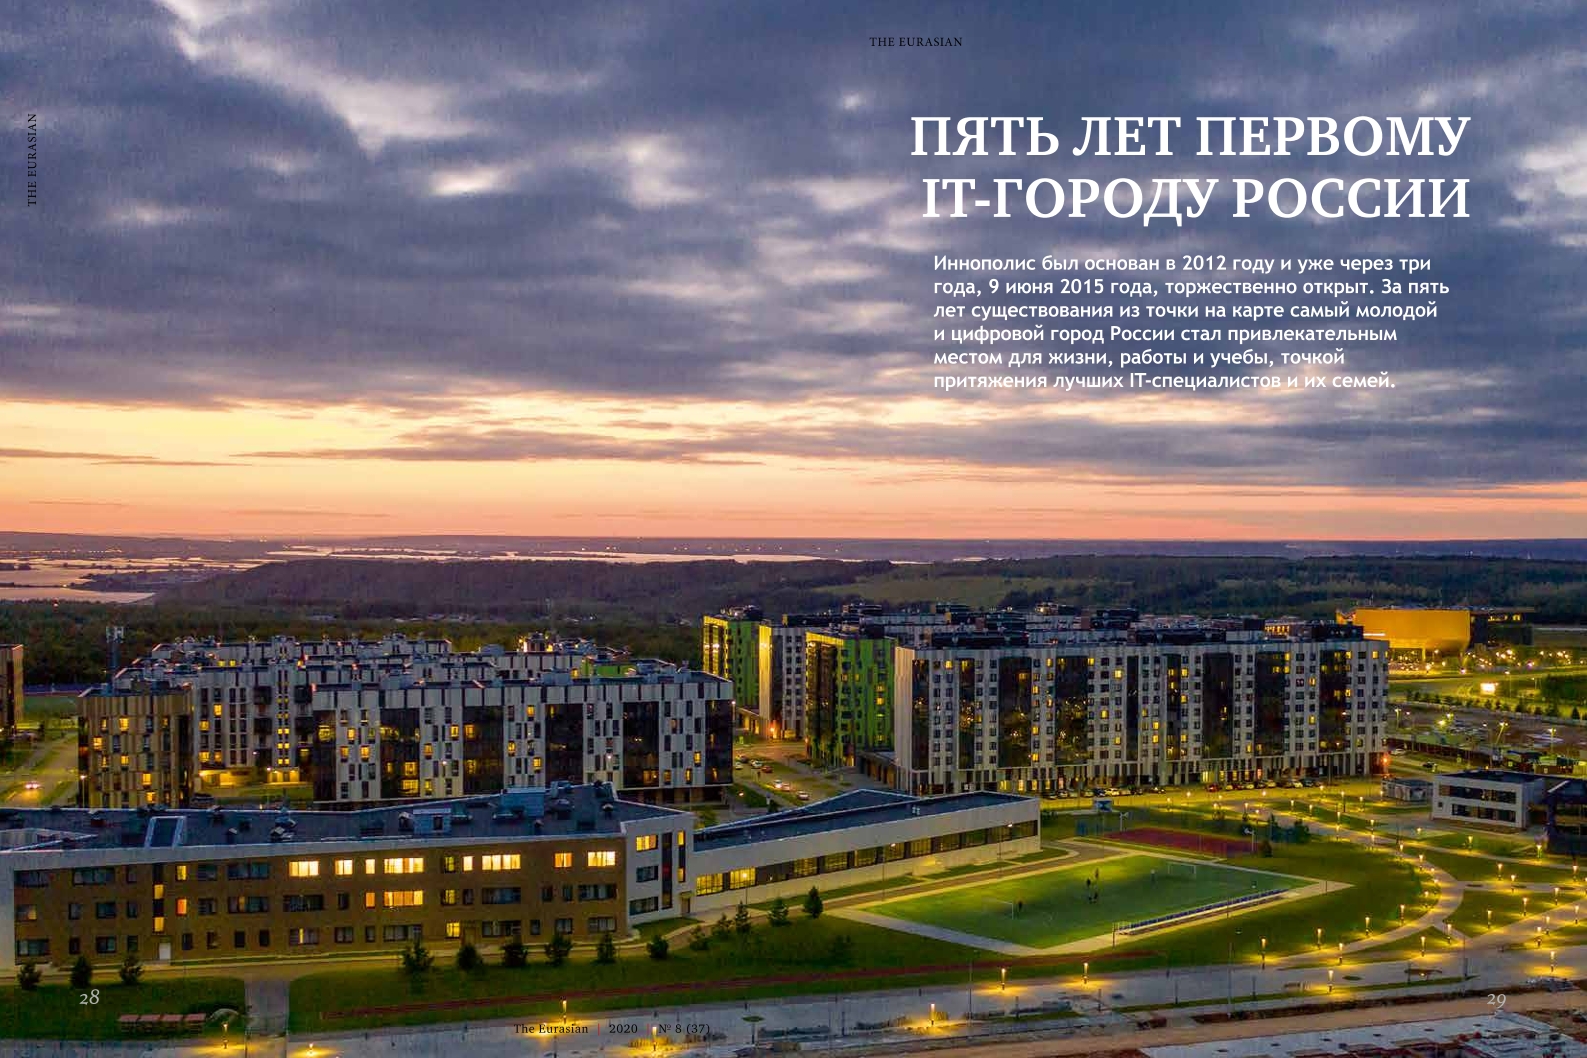 THE EURASIAN
THE EURASIAN
ПЯТЬ ЛЕТ ПЕРВОМУ
IT-ГОРОДУ РОССИИ
Иннополис был основан в 2012 году и уже через три
года, 9 июня 2015 года, торжественно открыт. За пять
лет существования из точки на карте самый молодой
и цифровой город России стал привлекательным
местом для жизни, работы и учебы, точкой
притяжения лучших IT-специалистов и их семей.
28
29
The Eurasian | 2020 | № 8 (37)